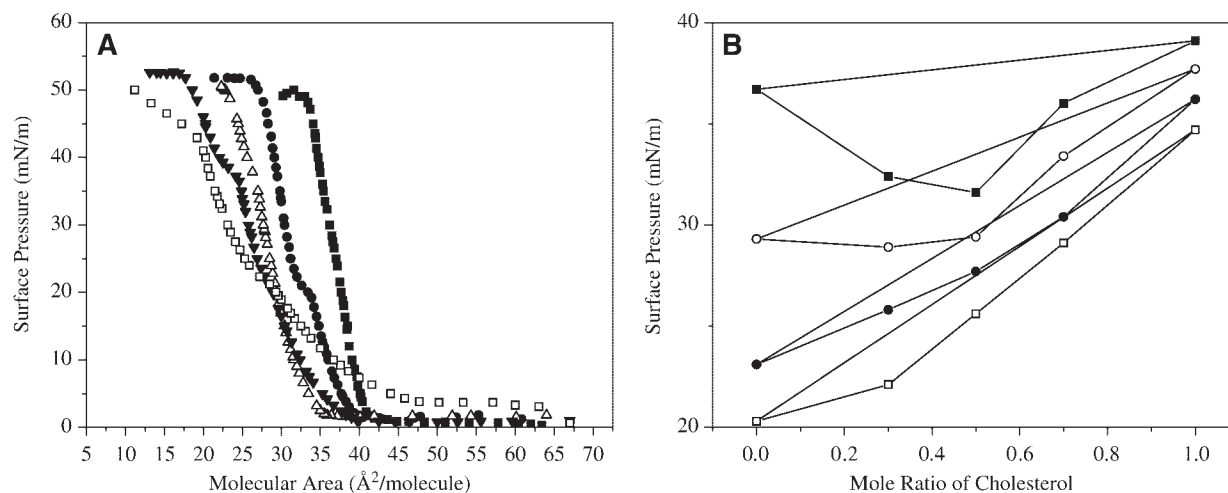 A
60
50
40
30
20
10
0
5 10 15 20 25 30 35 40 45 50 55 60 65 70
Surface Pressure (mN/m)
Molecular Area (Å²/molecule)
B
40
30
20
0.0 0.2 0.4 0.6 0.8 1.0
Surface Pressure (mN/m)
Mole Ratio of Cholesterol